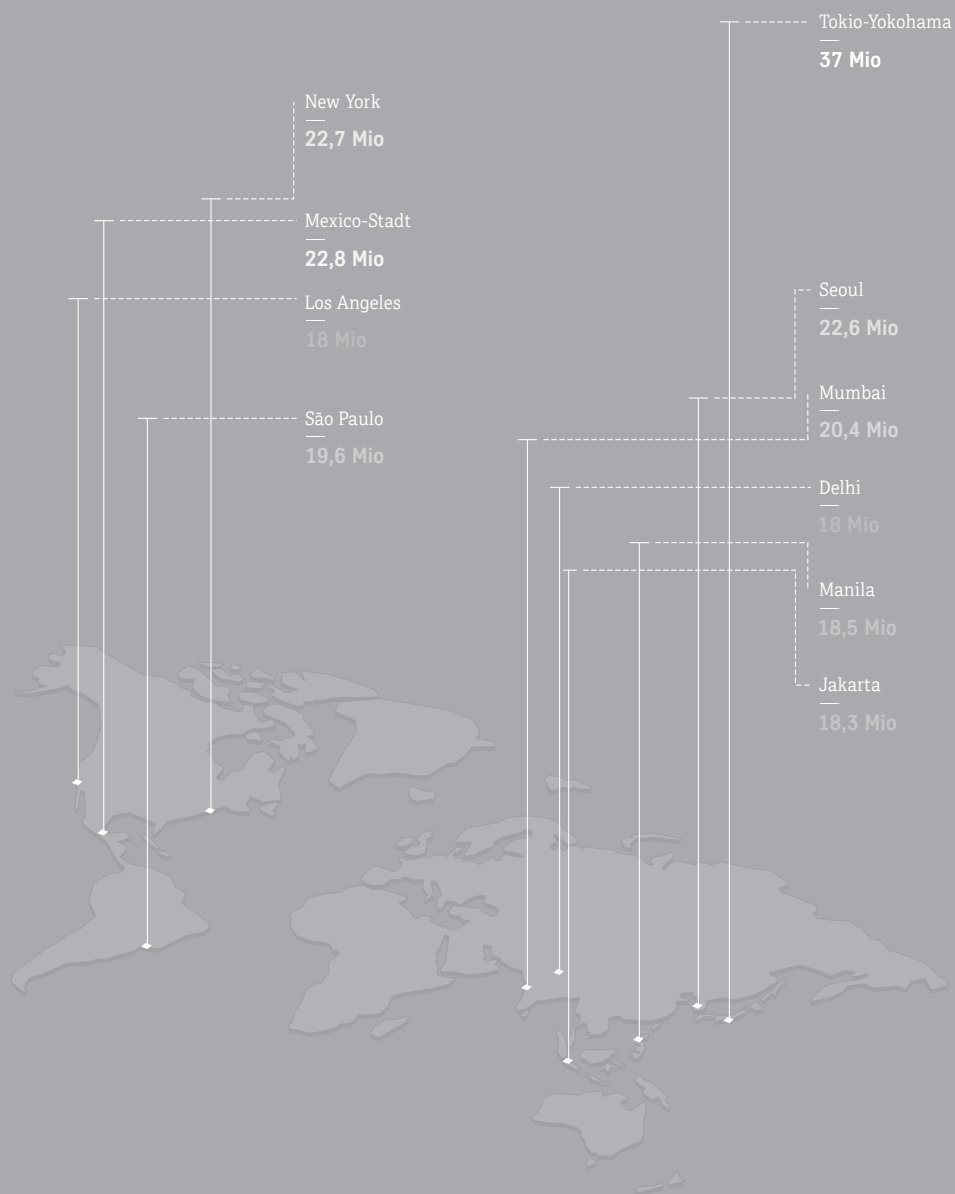 Tokio-Yokohama
37 Mio
New York
22,7 Mio
Mexico-Stadt
22,8 Mio
Los Angeles
18 Mio
São Paulo
19,6 Mio
Seoul
22,6 Mio
Mumbai
20,4 Mio
Delhi
18 Mio
Manila
18,5 Mio
Jakarta
18,3 Mio